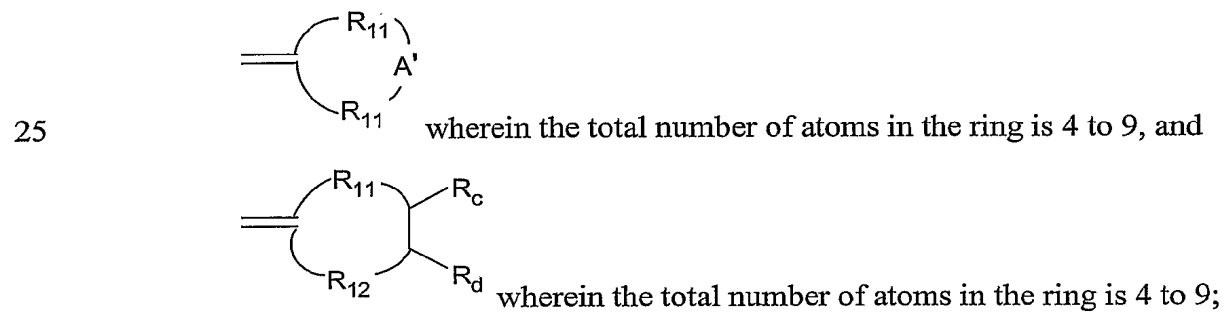 R11
A'
R11
25 wherein the total number of atoms in the ring is 4 to 9, and
R11 Rc
R12 Rd wherein the total number of atoms in the ring is 4 to 9;